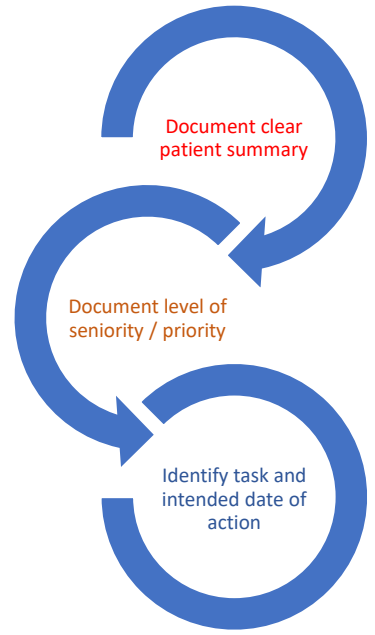 Document clear
patient summary
Document level of
seniority / priority
Identify task and
intended date of
action